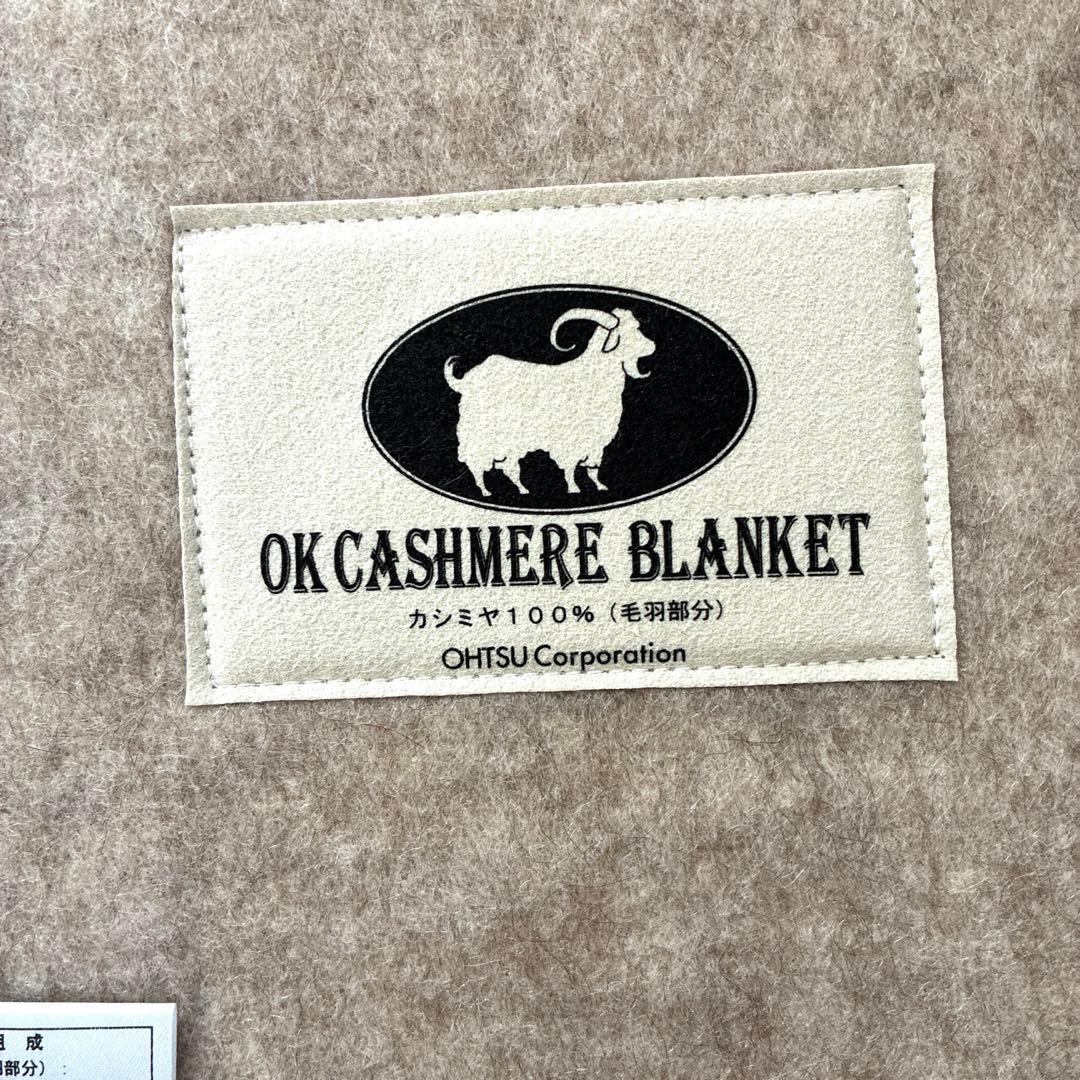 OK CASHMERE BLANKET
カシミヤ100%（毛羽部分）
OHTSU Corporation
成
部分）: